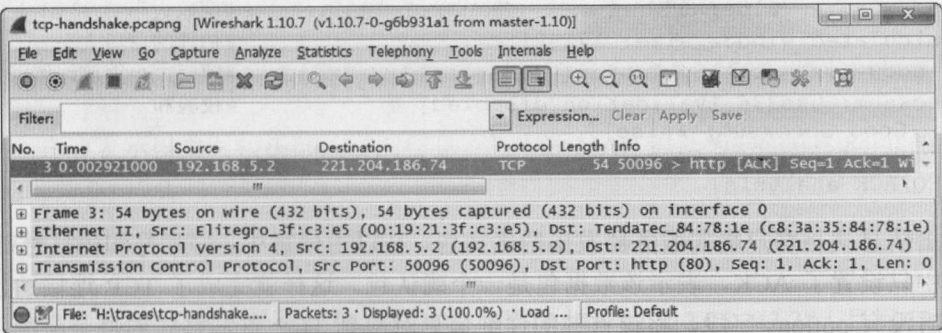 tcp-handshake.pcapng [Wireshark 1.10.7 (v1.10.7-0-g6b931a1 from master-1.10)]
File Edit View Go Capture Analyze Statistics Telephony Tools Internals Help
Filter: Expression... Clear Apply Save
No. Time Source Destination Protocol Length Info
3 0.002921000 192.168.5.2 221.204.186.74 TCP 54 50096 > http [ACK] Seq=1 Ack=1 Wi
Frame 3: 54 bytes on wire (432 bits), 54 bytes captured (432 bits) on interface 0
Ethernet II, Src: Elitegro_3f:c3:e5 (00:19:21:3f:c3:e5), Dst: TendaTec_84:78:1e (c8:3a:35:84:78:1e)
Internet Protocol Version 4, Src: 192.168.5.2 (192.168.5.2), Dst: 221.204.186.74 (221.204.186.74)
Transmission Control Protocol, Src Port: 50096 (50096), Dst Port: http (80), Seq: 1, Ack: 1, Len: 0
File: "H:\traces\tcp-handshake.... Packets: 3 · Displayed: 3 (100.0%) · Load ... Profile: Default